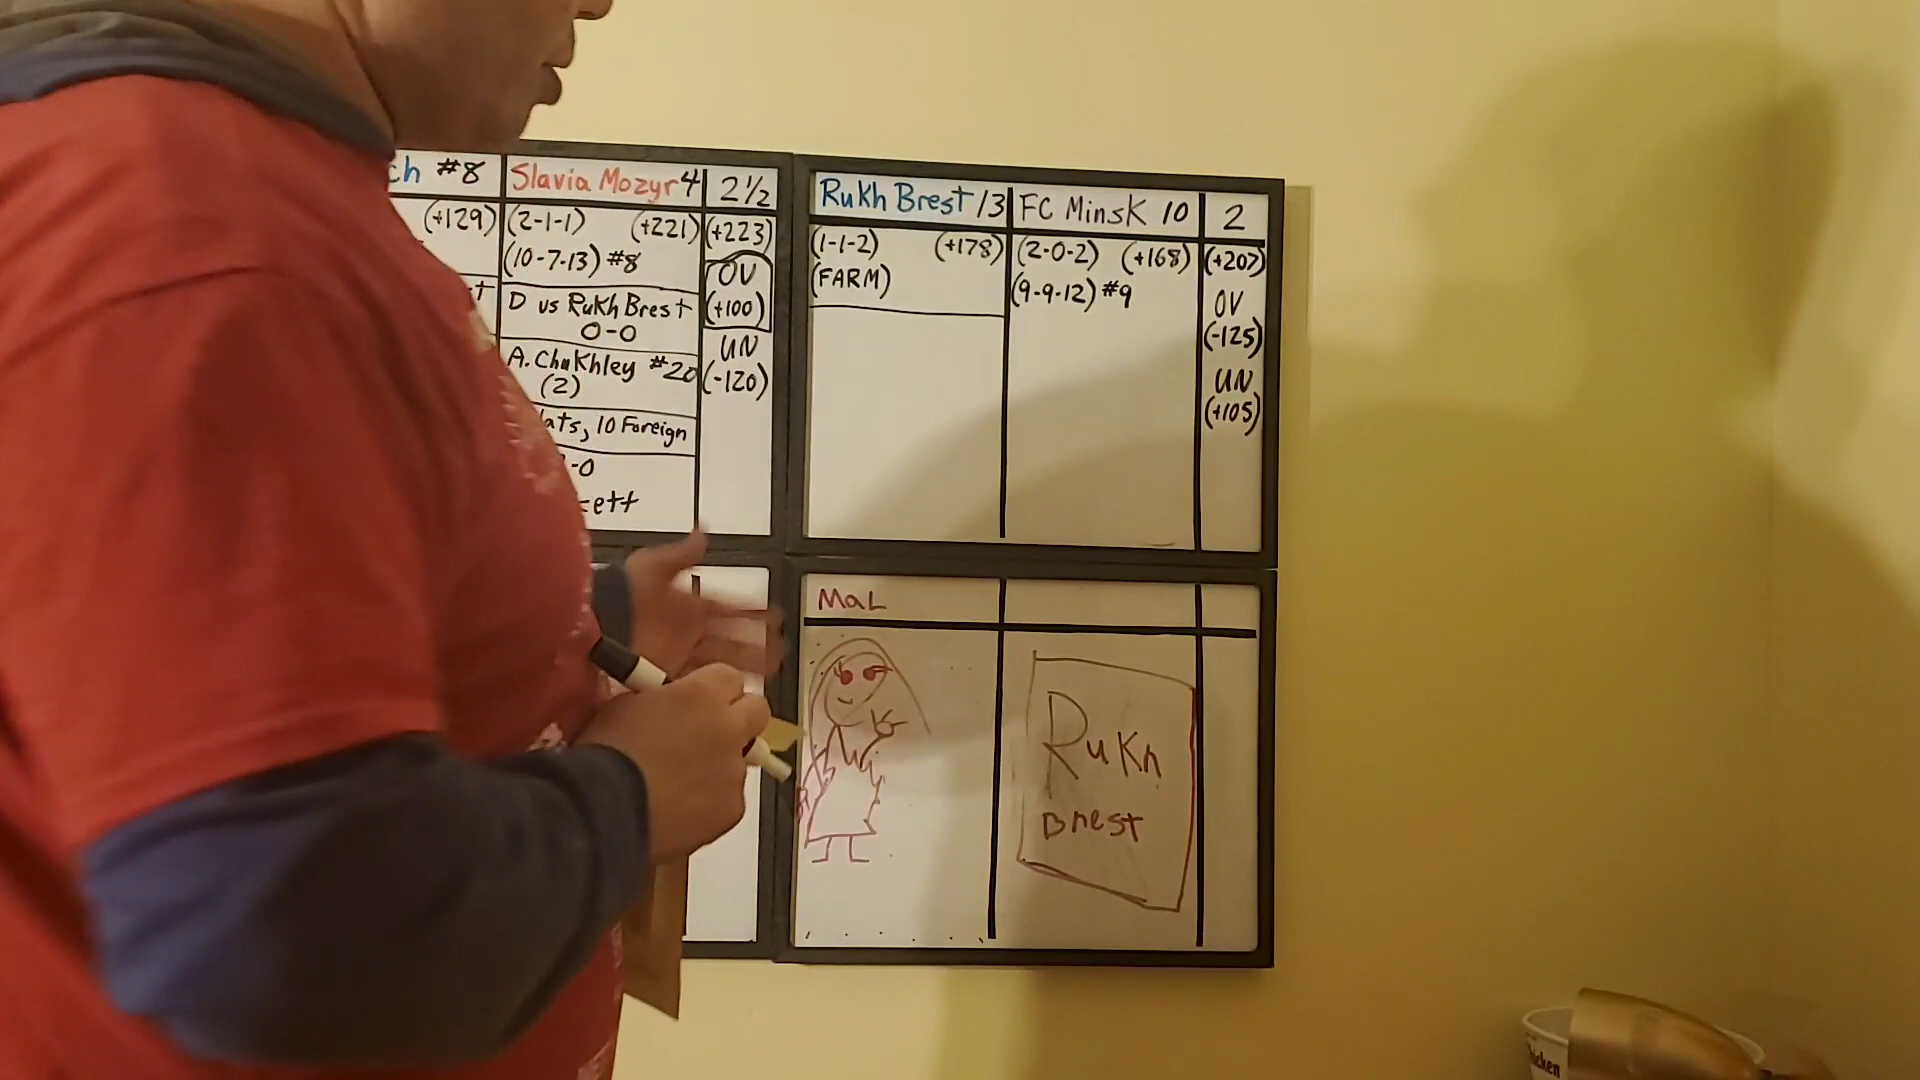 ch #8
(+129)
Slavia Mozyr 4
2½
(2-1-1) (+221)
(+223)
(10-7-13) #8
OV
(+100)
D vs Rukh Brest
0-0
UN
(-120)
A. Chukhley #20
(2)
10 Foreign
-0
Rukh Brest 13
FC Minsk 10
2
(1-1-2) (+178)
(FARM)
(2-0-2) (+168)
(9-9-12) #9
(+207)
OV
(-125)
UN
(+105)
MaL
Rukh
Brest